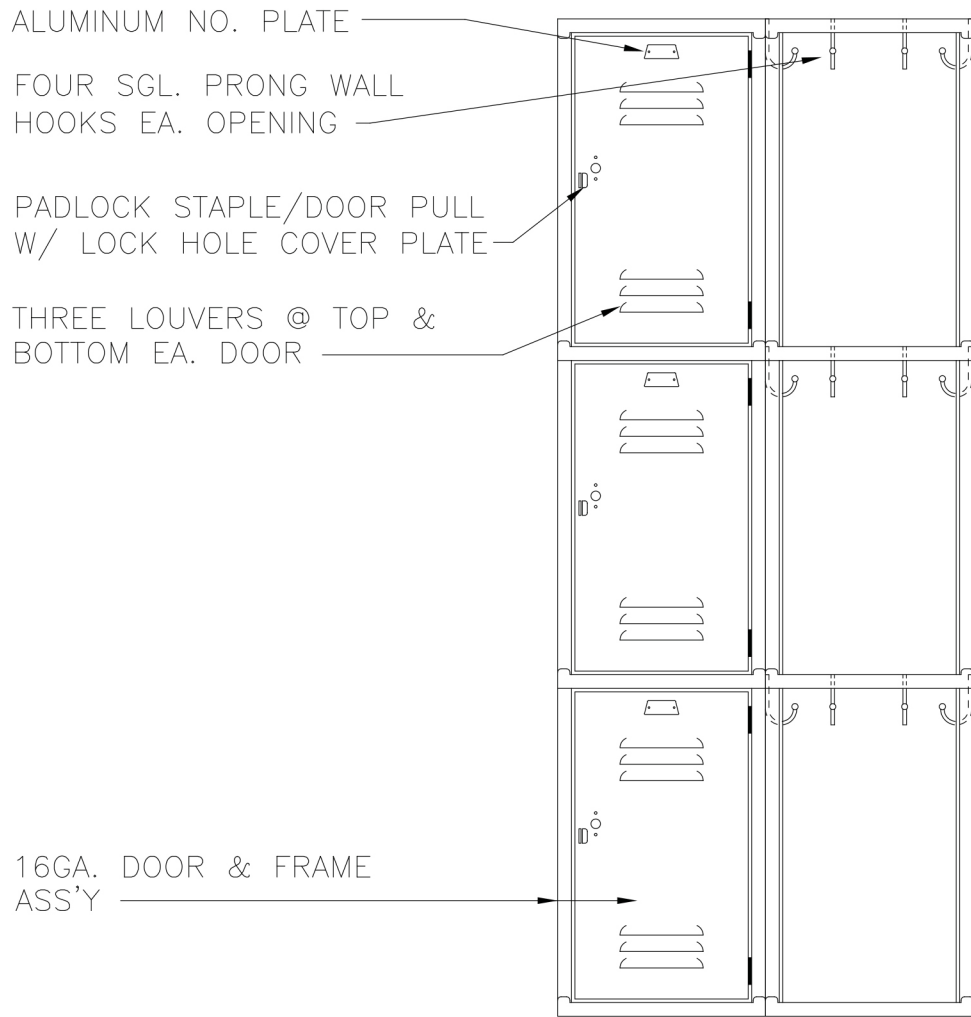 ALUMINUM NO. PLATE
FOUR SGL. PRONG WALL
HOOKS EA. OPENING
PADLOCK STAPLE/DOOR PULL
W/ LOCK HOLE COVER PLATE
THREE LOUVERS @ TOP &
BOTTOM EA. DOOR
16GA. DOOR & FRAME
ASS'Y